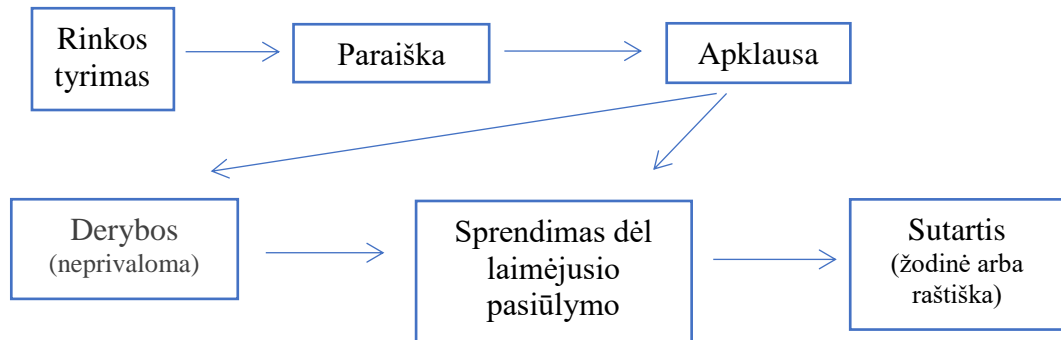 Rinkos
tyrimas
Paraiška
Apklausa
Derybos
(neprivaloma)
Sprendimas dėl
laimėjusio
pasiūlymo
Sutartis
(žodinė arba
raštiška)